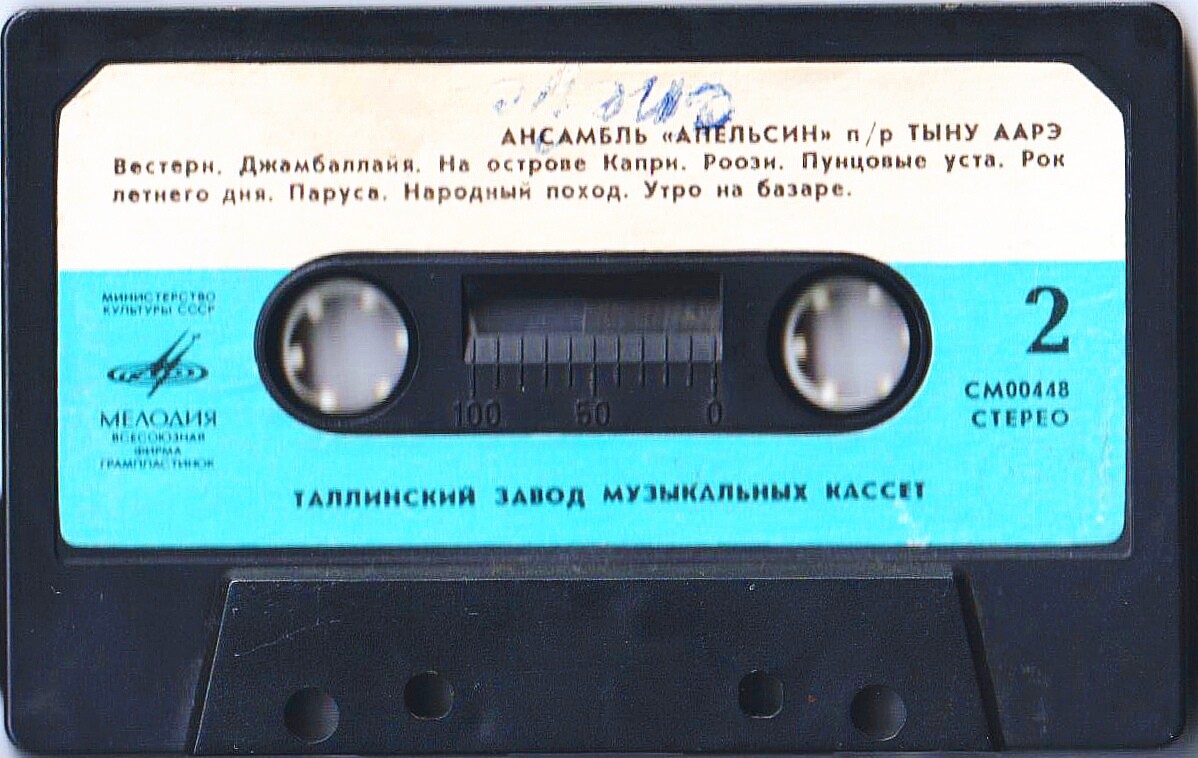 АНСАМБЛЬ «АПЕЛЬСИН» п/р ТЫНУ ААРЭ
Вестерн. Джамбаллайя. На острове Капри. Роози. Пунцовые уста. Рок
летнего дня. Паруса. Народный поход. Утро на базаре.
МИНИСТЕРСТВО
КУЛЬТУРЫ СССР
МЕЛОДИЯ
ВСЕСОЮЗНАЯ
ФИРМА
ГРАМПЛАСТИНОК
100 50 0
2
СМ00448
СТЕРЕО
ТАЛЛИНСКИЙ ЗАВОД МУЗЫКАЛЬНЫХ КАССЕТ